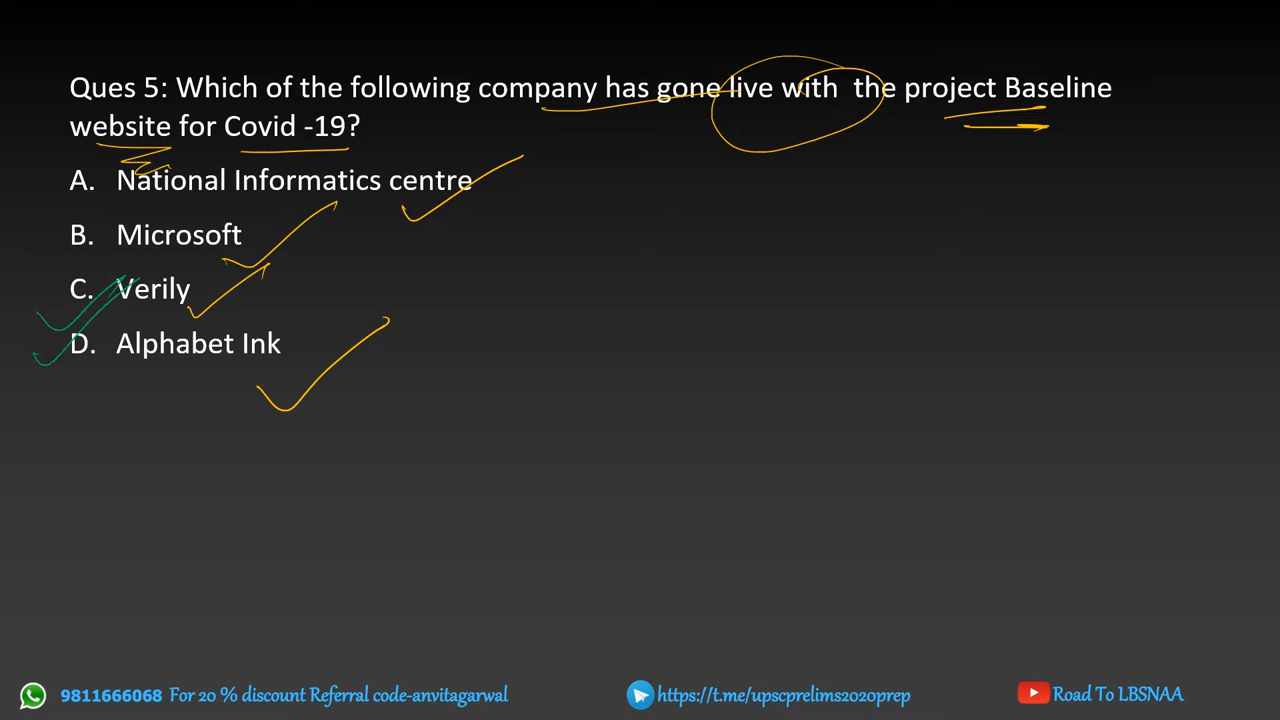 Ques 5: Which of the following company has gone live with the project Baseline
website for Covid -19?
A. National Informatics centre
B. Microsoft
C. Verily
D. Alphabet Ink
9811666068 For 20 % discount Referral code-anvitagarwal
https://t.me/upscprelims2020prep
Road To LBSNAA